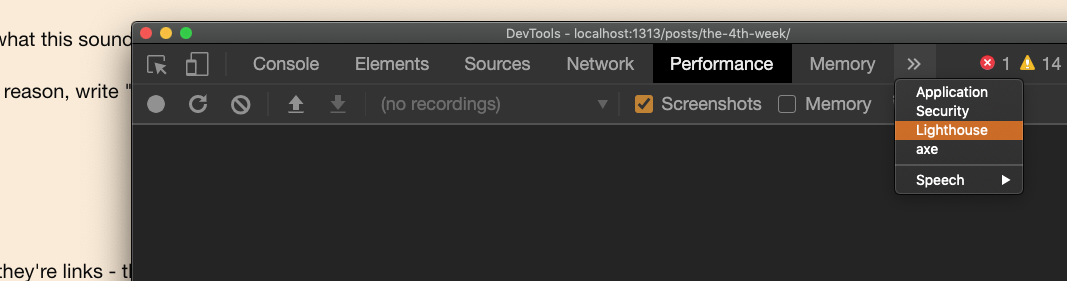 what this sound
reason, write "
they're links - th
DevTools - localhost:1313/posts/the-4th-week/
Console Elements Sources Network Performance Memory » 1 14
(no recordings) Screenshots Memory
Application
Security
Lighthouse
axe
Speech